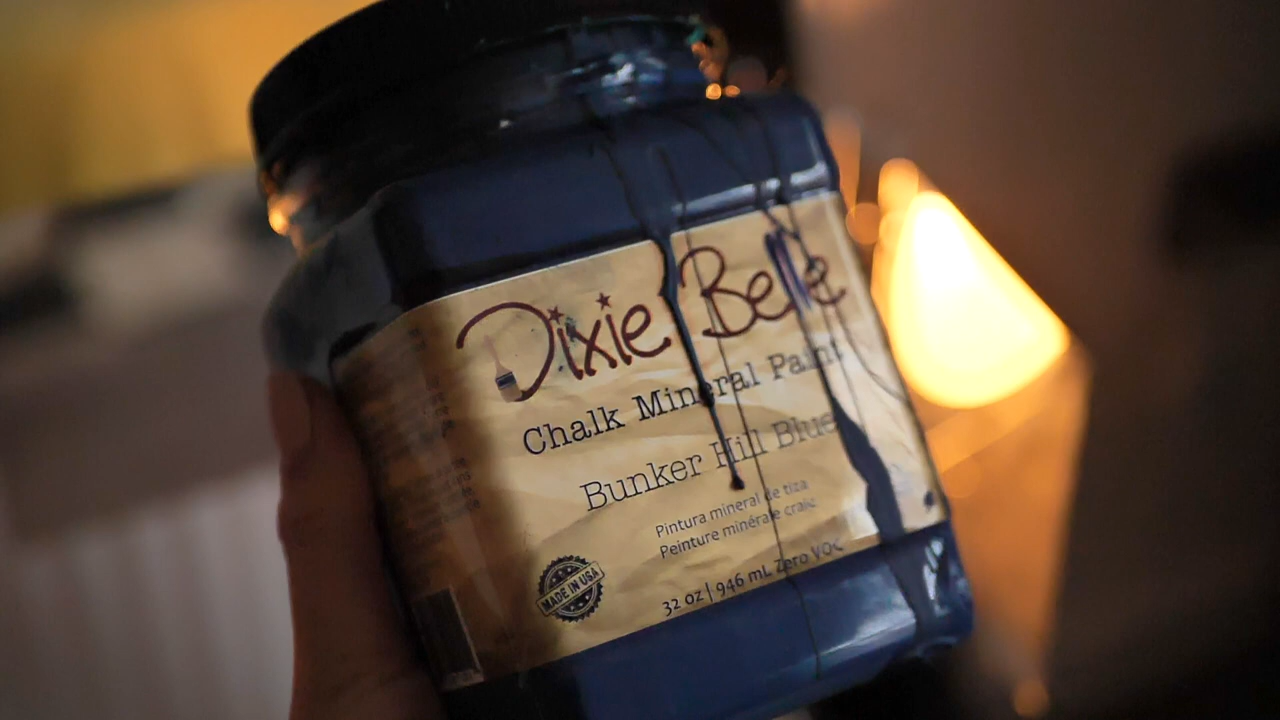 Dixie Belle
Chalk Mineral Paint
Bunker Hill Blue
Pintura mineral de tiza
Peinture minérale craie
MADE IN USA
32 oz | 946 mL Zero VOC